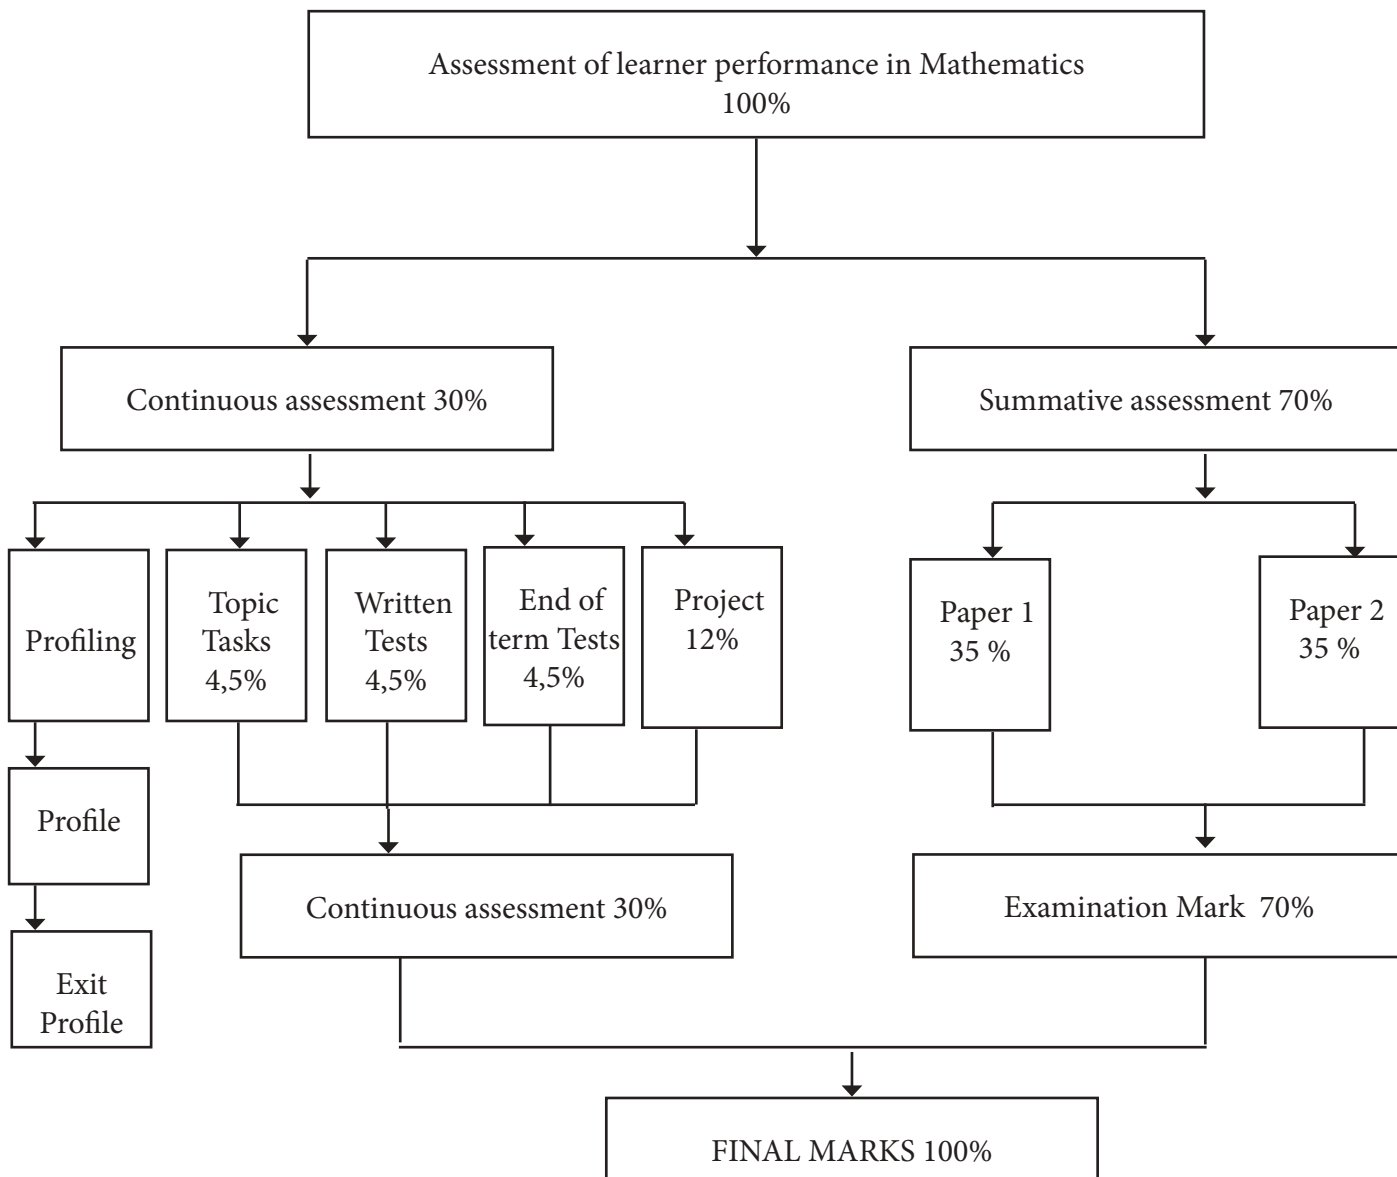 Assessment of learner performance in Mathematics
100%
Continuous assessment 30%
Summative assessment 70%
Profiling
Topic
Tasks
4,5%
Written
Tests
4,5%
End of
term Tests
4,5%
Project
12%
Paper 1
35 %
Paper 2
35 %
Profile
Exit
Profile
Continuous assessment 30%
Examination Mark 70%
FINAL MARKS 100%